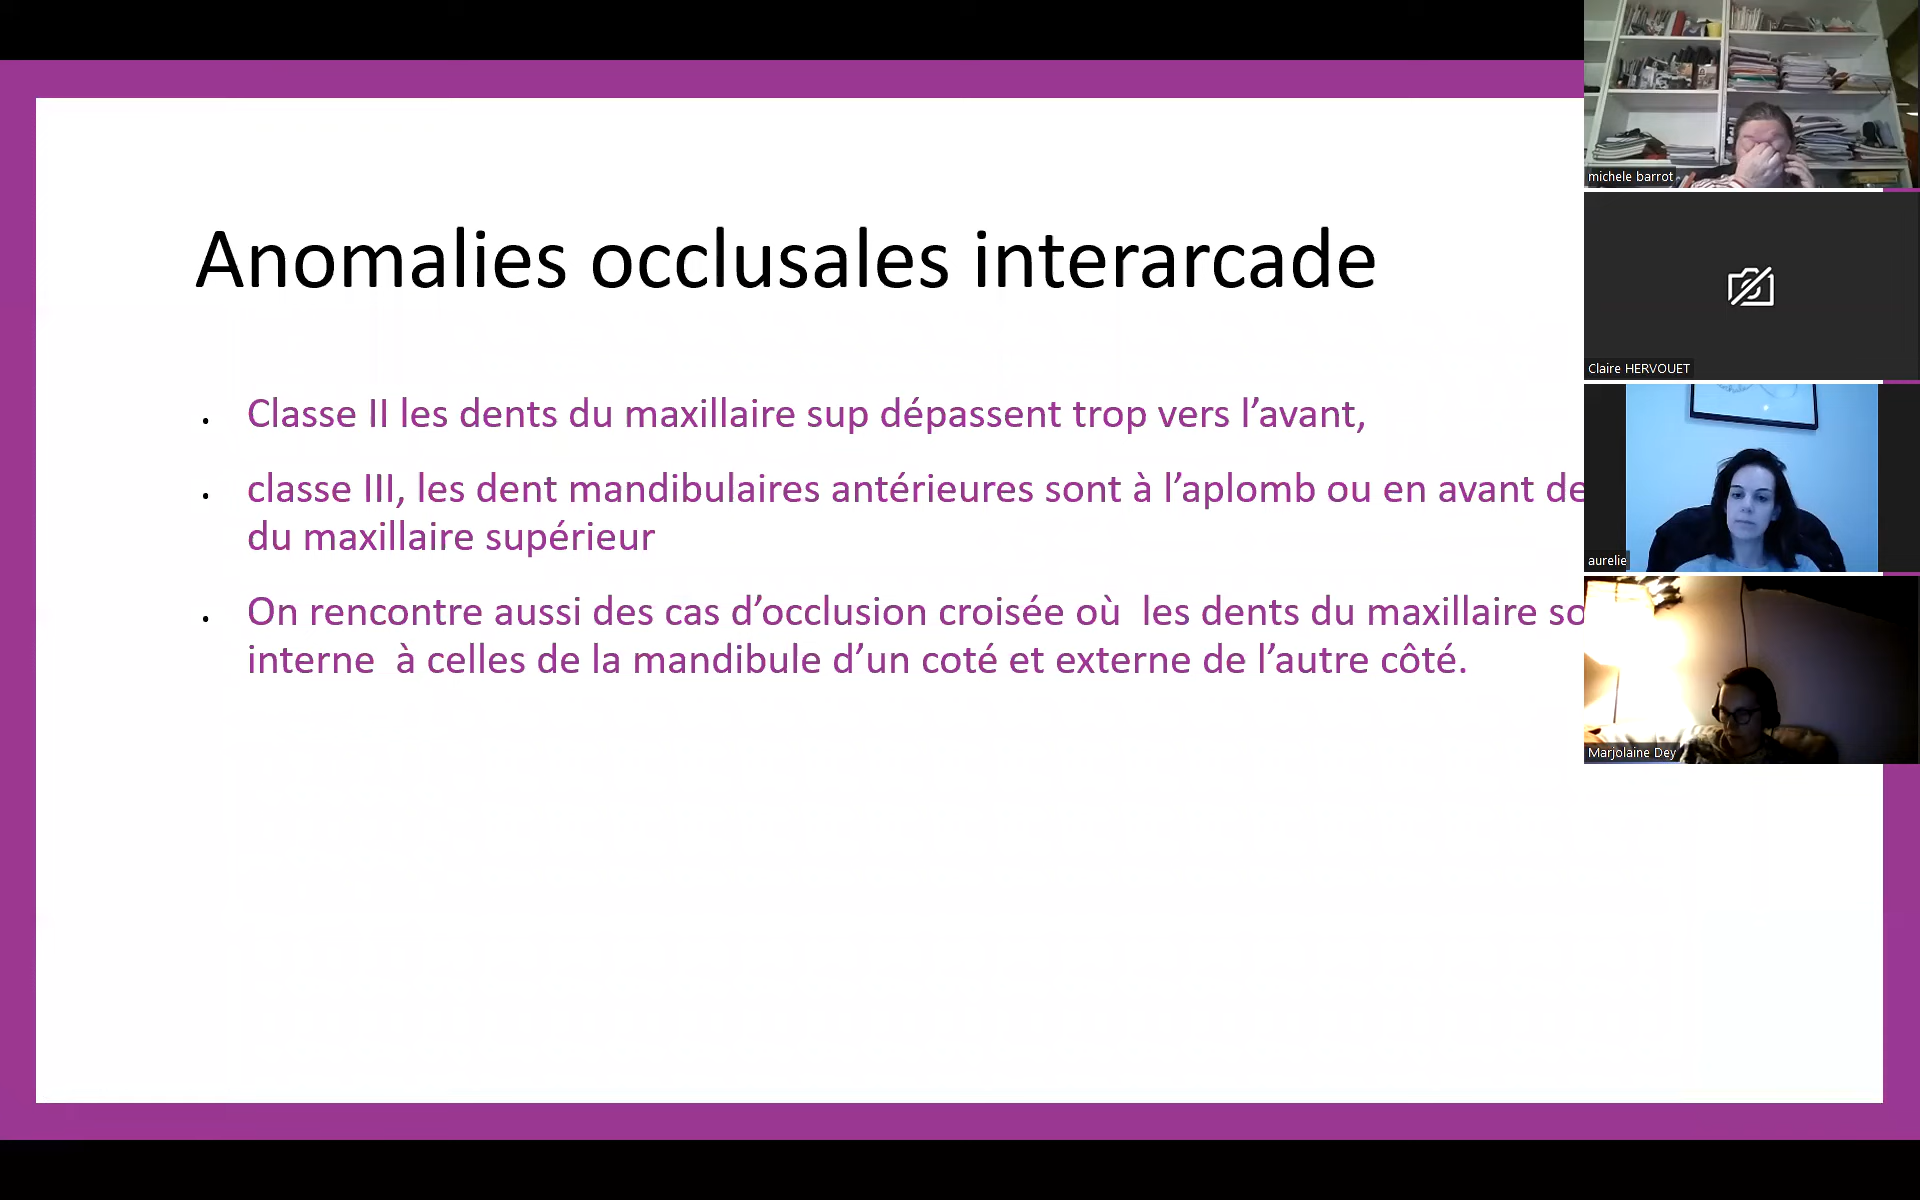 Anomalies occlusales interarcade
• Classe II les dents du maxillaire sup dépassent trop vers l’avant,
• classe III, les dent mandibulaires antérieures sont à l’aplomb ou en avant de
du maxillaire supérieur
• On rencontre aussi des cas d’occlusion croisée où  les dents du maxillaire so
interne  à celles de la mandibule d’un coté et externe de l’autre côté.
michele barrot
Claire HERVOUET
aurelie
Marjolaine Dey